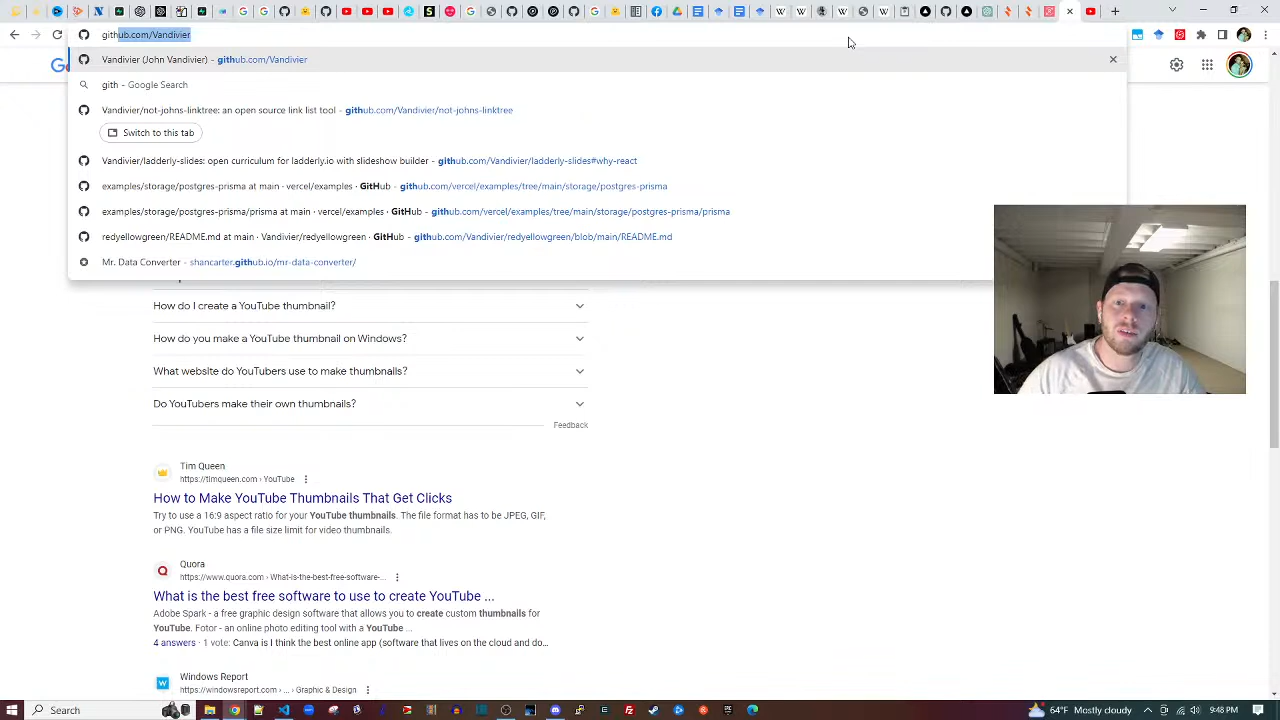 github.com/Vandivier
Vandivier (John Vandivier) - github.com/Vandivier
gith - Google Search
Vandivier/not-johns-linktree: an open source link list tool - github.com/Vandivier/not-johns-linktree
Switch to this tab
Vandivier/ladderly-slides: open curriculum for ladderly.io with slideshow builder - github.com/Vandivier/ladderly-slides#why-react
examples/storage/postgres-prisma at main · vercel/examples · GitHub - github.com/vercel/examples/tree/main/storage/postgres-prisma
examples/storage/postgres-prisma/prisma at main · vercel/examples · GitHub - github.com/vercel/examples/tree/main/storage/postgres-prisma/prisma
redyellowgreen/README.md at main · Vandivier/redyellowgreen · GitHub - github.com/Vandivier/redyellowgreen/blob/main/README.md
Mr. Data Converter - shancarter.github.io/mr-data-converter/
How do I create a YouTube thumbnail?
How do you make a YouTube thumbnail on Windows?
What website do YouTubers use to make thumbnails?
Do YouTubers make their own thumbnails?
Feedback
Tim Queen
https://timqueen.com › YouTube
How to Make YouTube Thumbnails That Get Clicks
Try to use a 16:9 aspect ratio for your YouTube thumbnails. The file format has to be JPEG, GIF,
or PNG. YouTube has a file size limit for video thumbnails.
Quora
https://www.quora.com › What-is-the-best-free-software-...
What is the best free software to use to create YouTube ...
Adobe Spark - a free graphic design software that allows you to create custom thumbnails for
YouTube. Fotor - an online photo editing tool with a YouTube ...
4 answers · 1 vote: Canva is I think the best online app (software that lives on the cloud and do...
Windows Report
https://windowsreport.com › ... › Graphic & Design
Search
54°F Mostly cloudy
9:48 PM